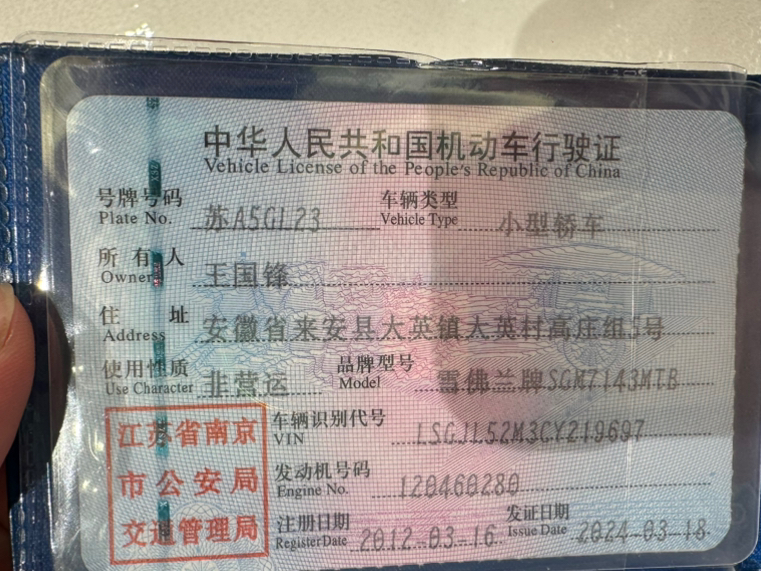 中华人民共和国机动车行驶证
Vehicle License of the People's Republic of China
号牌号码 苏A5GL23 车辆类型 小型轿车
Plate No. Vehicle Type
所有人 王国锋
Owner
住址 安徽省来安县大英镇大英村高庄组5号
Address
使用性质 非营运 品牌型号 雪佛兰牌SGM7143MTB
Use Character Model
江苏省南京
市公安局
交通管理局
车辆识别代号 LSGJL52M3CY219697
VIN
发动机号码 120460280
Engine No.
注册日期 2012-03-16 发证日期 2024-03-18
Register Date Issue Date